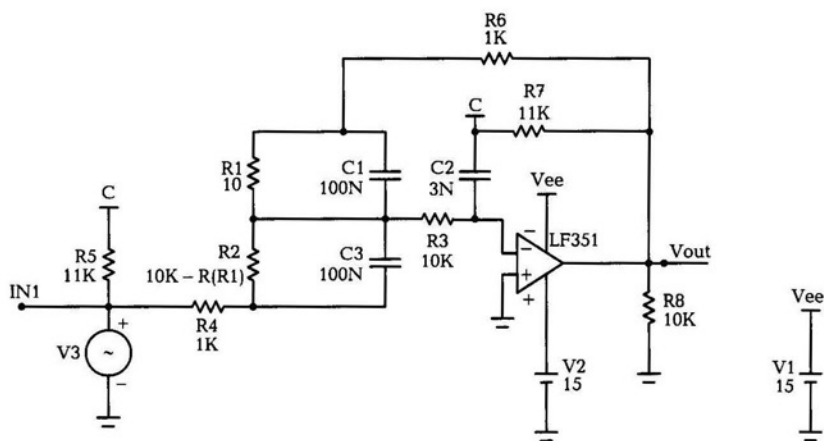 R6
1K
R7
11K
C
R1
10
C1
100N
C2
3N
Vee
C
LF351
R5
11K
R2
10K – R(R1)
C3
100N
R3
10K
–
–
+
+
Vout
IN1
R4
1K
R8
10K
Vee
V3
+
~
–
V2
15
V1
15